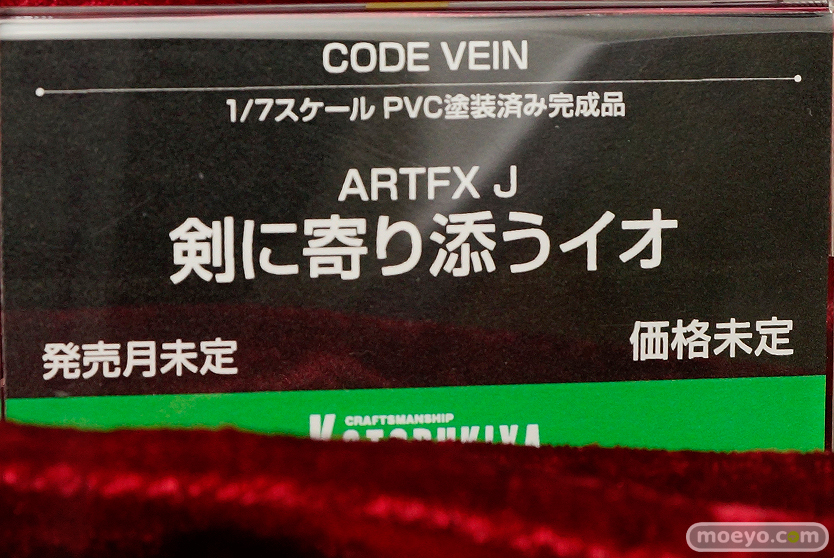 CODE VEIN
1/7スケール PVC塗装済み完成品
ARTFX J
剣に寄り添うイオ
発売月未定
価格未定
CRAFTSMANSHIP
KOTOBUKIYA
moeyo.com